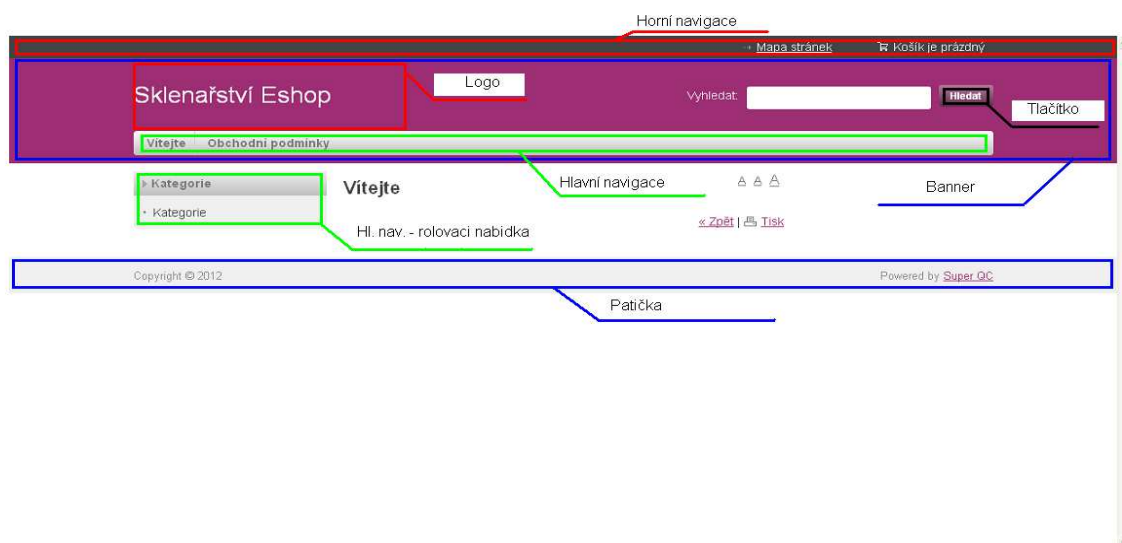 Horní navigace
→ Mapa stránek Košík je prázdný
Logo
Sklenařství Eshop
Vyhledat: Hledat
Tlačítko
Vítejte Obchodní podmínky
Kategorie
Vítejte
Hlavní navigace
A A A
Banner
• Kategorie
« Zpět | Tisk
Hl. nav. - rolovaci nabidka
Copyright © 2012
Powered by Super QC
Patička